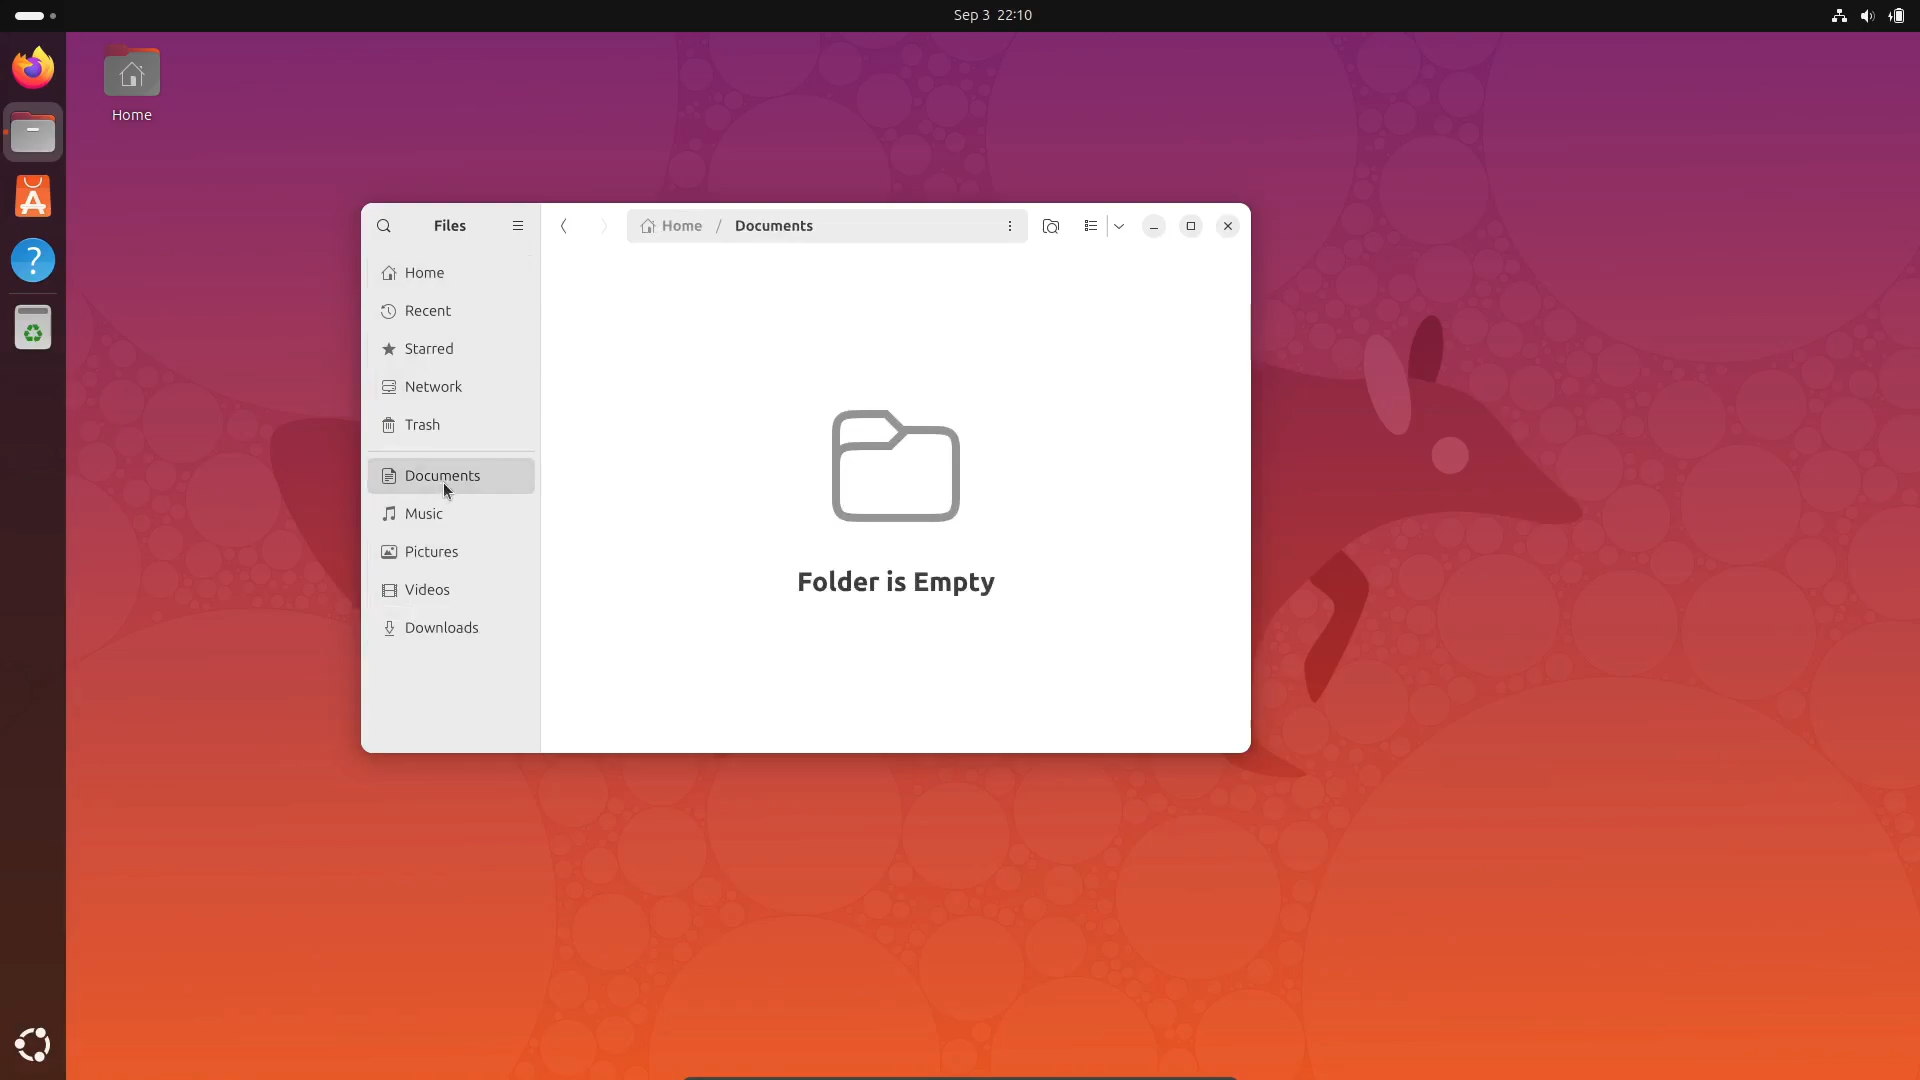 Sep 3 22:10
Home
Files
Home / Documents
Home
Recent
Starred
Network
Trash
Documents
Music
Pictures
Videos
Downloads
Folder is Empty